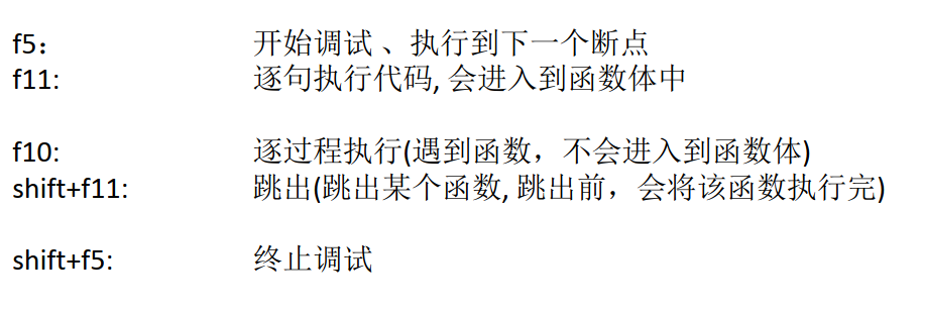 f5： 开始调试 、执行到下一个断点
f11: 逐句执行代码, 会进入到函数体中
f10: 逐过程执行(遇到函数，不会进入到函数体)
shift+f11: 跳出(跳出某个函数, 跳出前，会将该函数执行完)
shift+f5: 终止调试